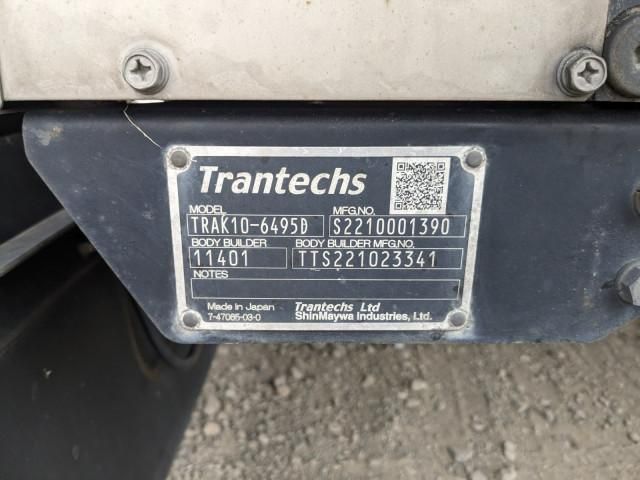 Trantechs
MODEL MFG.NO.
TRAK10-6495D S2210001390
BODY BUILDER BODY BUILDER MFG.NO.
11401 TTS221023341
NOTES
Made in Japan Trantechs Ltd
7-47065-03-0 ShinMaywa Industries, Ltd.